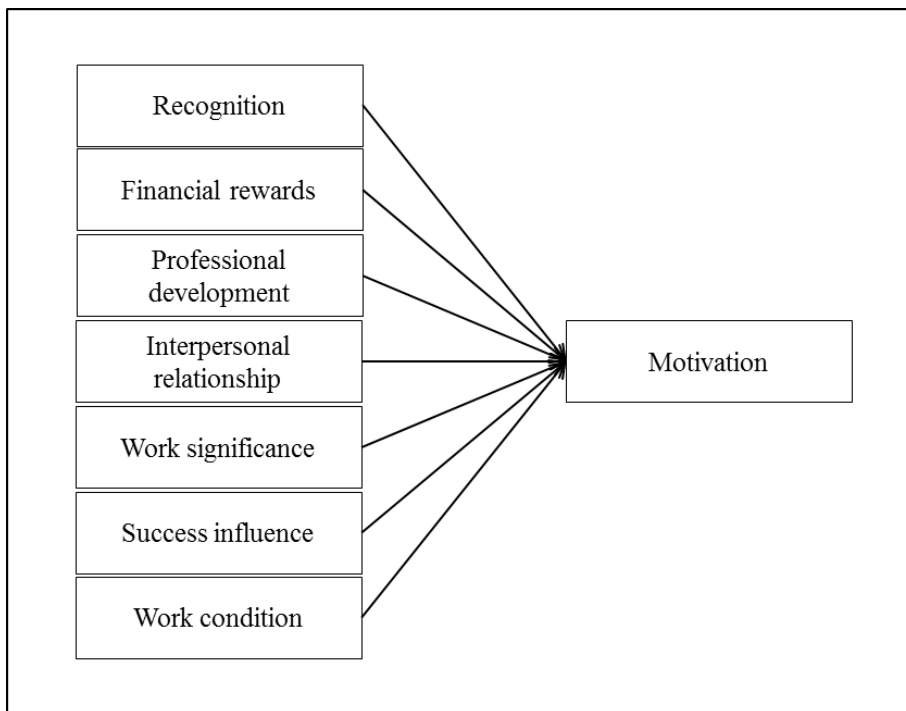 Recognition
Financial rewards
Professional
development
Interpersonal
relationship
Work significance
Success influence
Work condition
Motivation